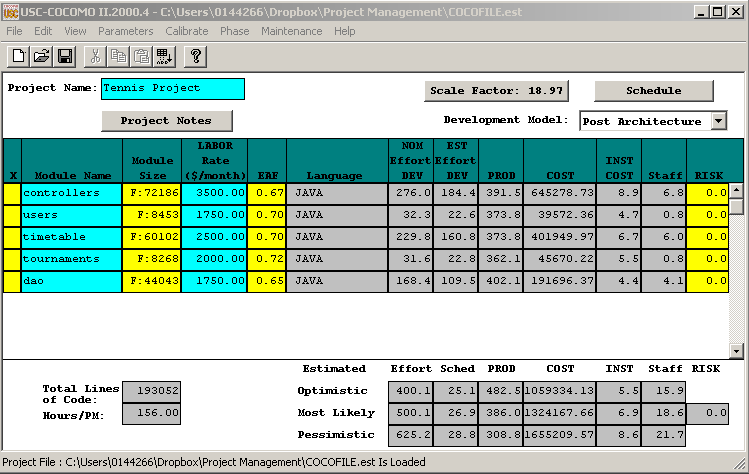 USC-COCOMO II.2000.4 - C:\Users\0144266\Dropbox\Project Management\COCOFILE.est
File Edit View Parameters Calibrate Phase Maintenance Help
Project Name: Tennis Project Scale Factor: 18.97 Schedule
Project Notes Development Model: Post Architecture
X Module Name Module Size LABOR Rate ($/month) EAF Language NOM Effort DEV EST Effort DEV PROD COST INST COST Staff RISK
controllers F:72186 3500.00 0.67 JAVA 276.0 184.4 391.5 645278.73 8.9 6.8 0.0
users F:8453 1750.00 0.70 JAVA 32.3 22.6 373.8 39572.36 4.7 0.8 0.0
timetable F:60102 2500.00 0.70 JAVA 229.8 160.8 373.8 401949.97 6.7 6.0 0.0
tournaments F:8268 2000.00 0.72 JAVA 31.6 22.8 362.1 45670.22 5.5 0.8 0.0
dao F:44043 1750.00 0.65 JAVA 168.4 109.5 402.1 191696.37 4.4 4.1 0.0
Estimated Effort Sched PROD COST INST Staff RISK
Total Lines of Code: 193052 Optimistic 400.1 25.1 482.5 1059334.13 5.5 15.9
Hours/PM: 156.00 Most Likely 500.1 26.9 386.0 1324167.66 6.9 18.6 0.0
Pessimistic 625.2 28.8 308.8 1655209.57 8.6 21.7
Project File : C:\Users\0144266\Dropbox\Project Management\COCOFILE.est Is Loaded